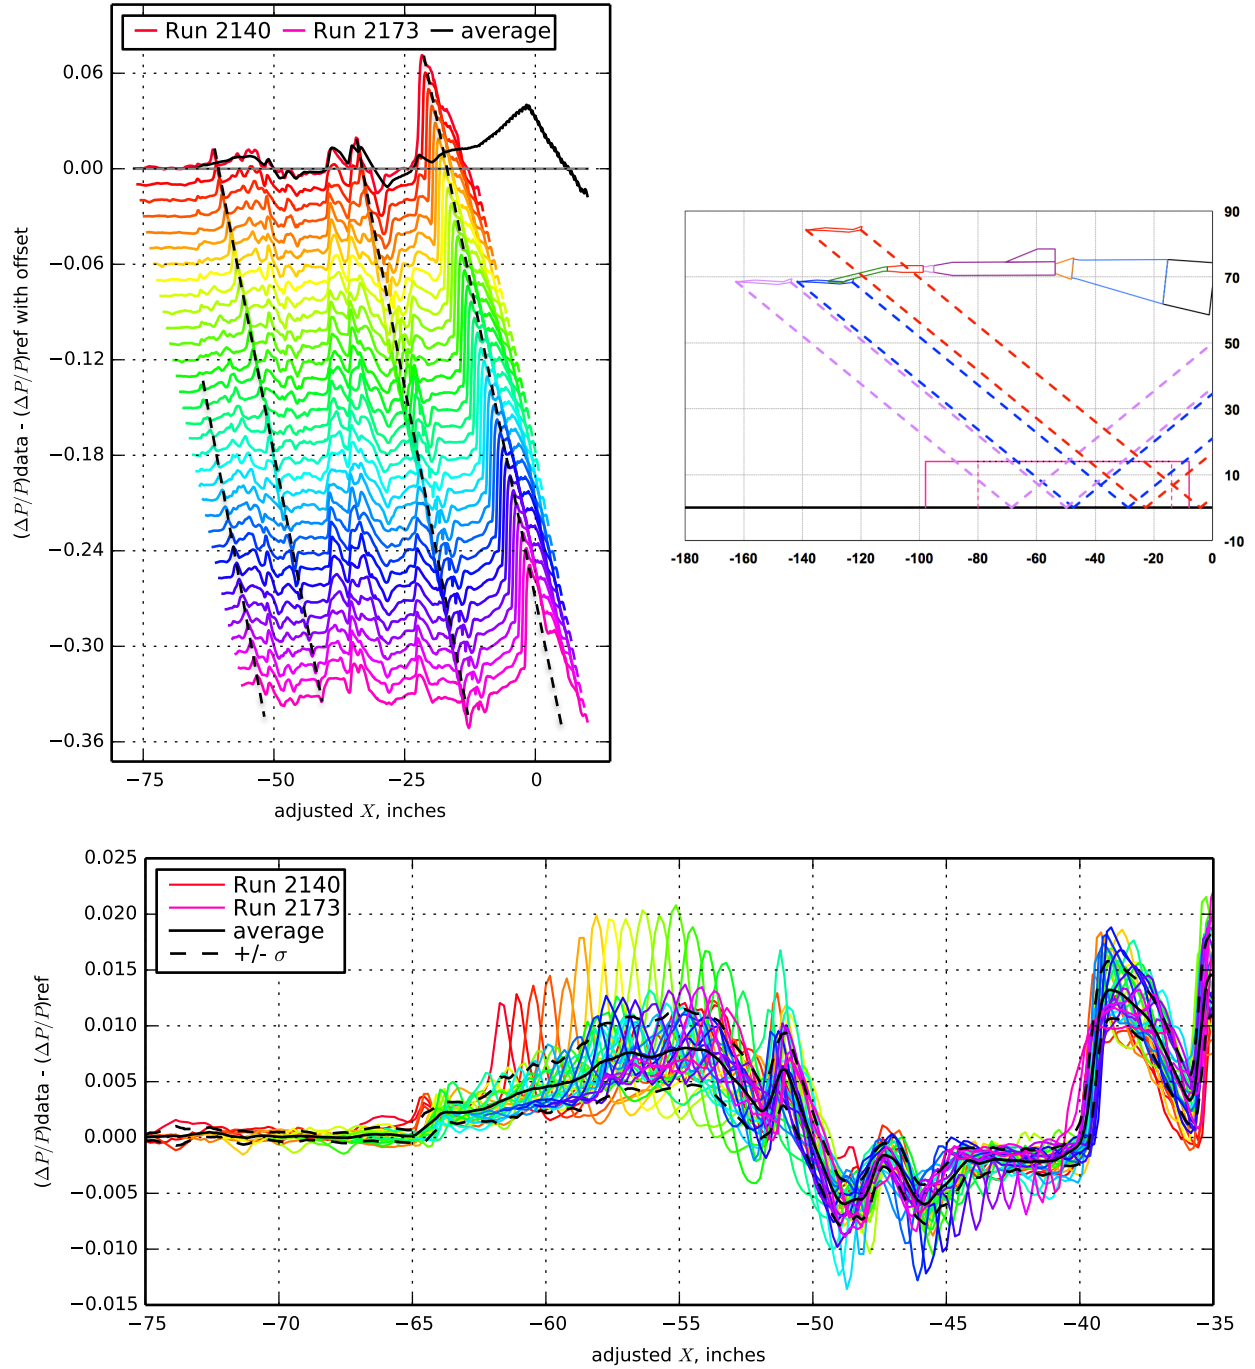 Run 2140 Run 2173 average
0.06
0.00
−0.06
−0.12
−0.18
−0.24
−0.30
−0.36
(ΔP/P)data - (ΔP/P)ref with offset
−75 −50 −25 0
adjusted X, inches
90
70
50
30
10
-10
-180 -160 -140 -120 -100 -80 -60 -40 -20 0
0.025
0.020
0.015
0.010
0.005
0.000
−0.005
−0.010
−0.015
(ΔP/P)data - (ΔP/P)ref
Run 2140
Run 2173
average
+/- σ
−75 −70 −65 −60 −55 −50 −45 −40 −35
adjusted X, inches